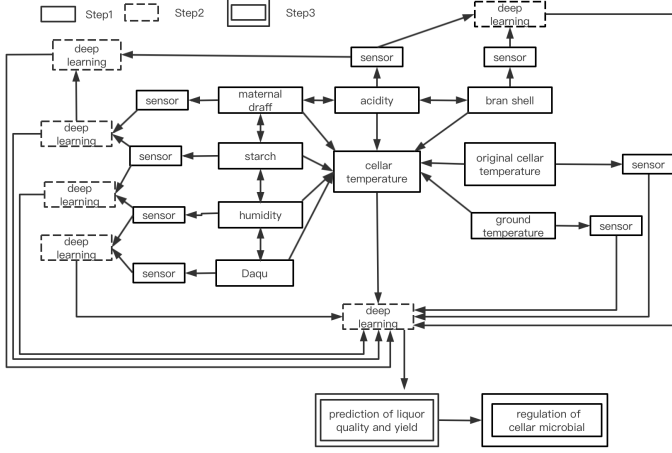 Step1
Step2
Step3
deep
learning
deep
learning
sensor
sensor
sensor
maternal
draff
acidity
bran shell
deep
learning
sensor
starch
cellar
temperature
original cellar
temperature
sensor
deep
learning
sensor
humidity
ground
temperature
sensor
deep
learning
sensor
Daqu
deep
learning
prediction of liquor
quality and yield
regulation of
cellar microbial